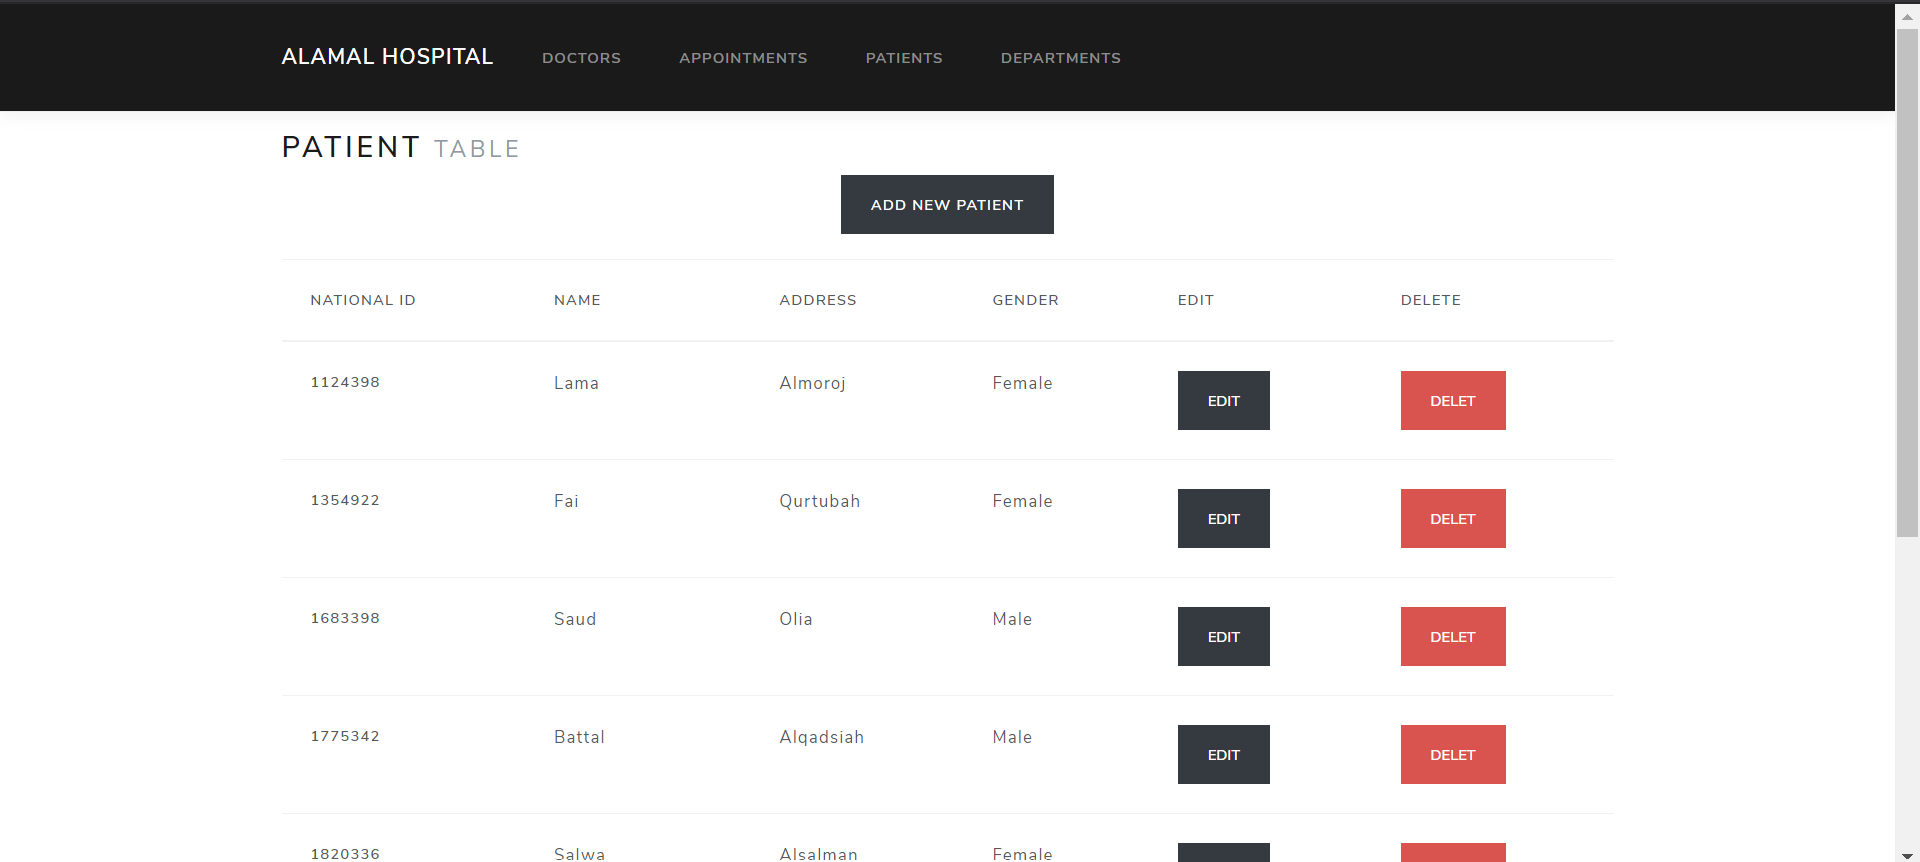 ALAMAL HOSPITAL DOCTORS APPOINTMENTS PATIENTS DEPARTMENTS
PATIENT TABLE
ADD NEW PATIENT
NATIONAL ID NAME ADDRESS GENDER EDIT DELETE
1124398 Lama Almoroj Female EDIT DELET
1354922 Fai Qurtubah Female EDIT DELET
1683398 Saud Olia Male EDIT DELET
1775342 Battal Alqadsiah Male EDIT DELET
1820336 Salwa Alsalman Female